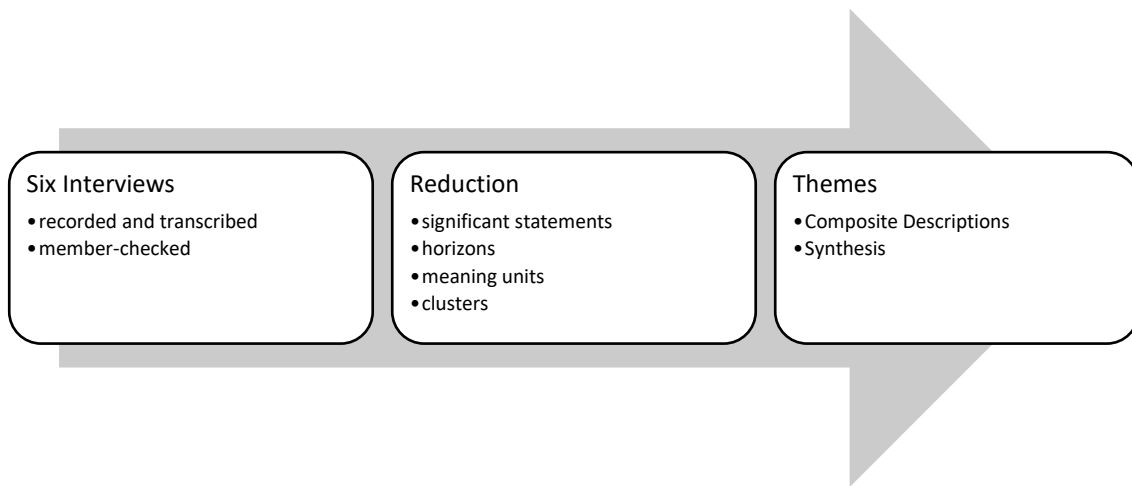 Six Interviews
•recorded and transcribed
•member-checked
Reduction
•significant statements
•horizons
•meaning units
•clusters
Themes
•Composite Descriptions
•Synthesis